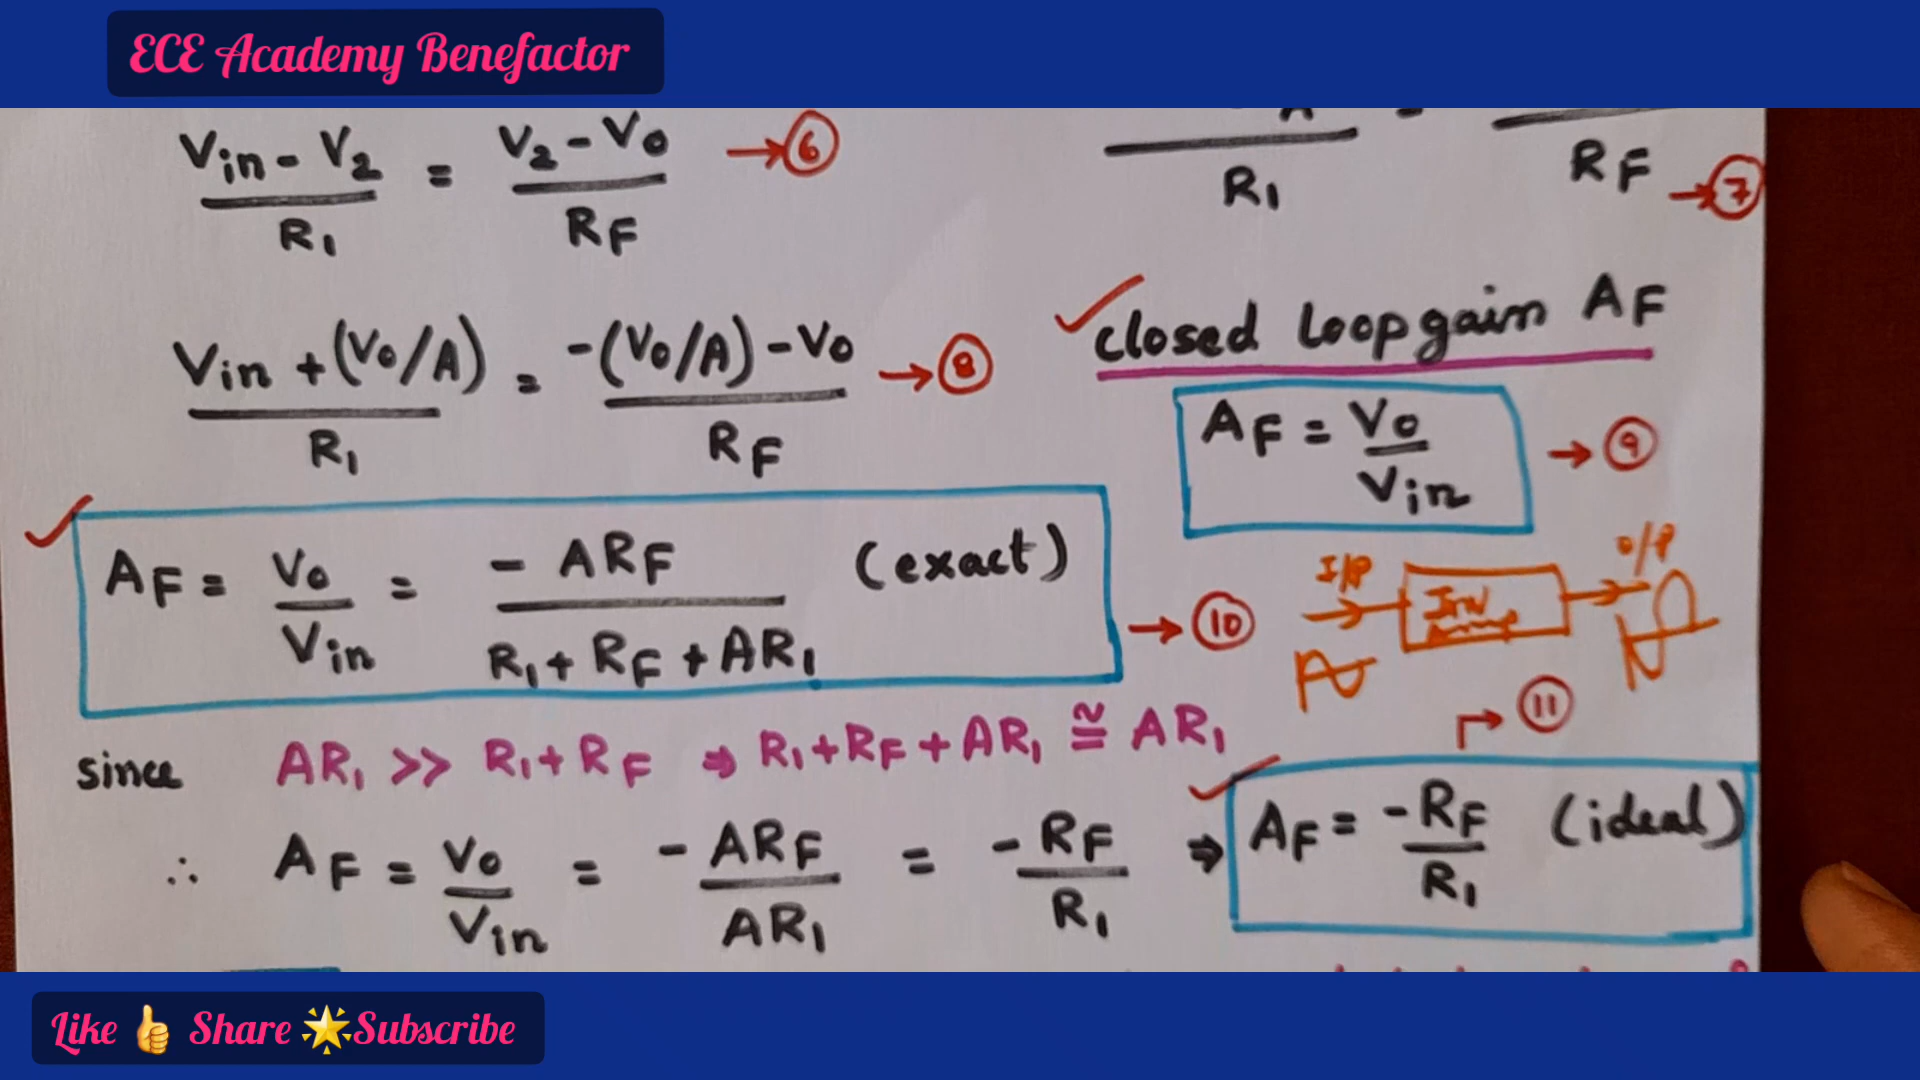 ECE Academy Benefactor
Vin - V2 / R1 = V2 - Vo / RF → 6
R1 RF → 7
Vin + (Vo/A) / R1 = -(Vo/A) - Vo / RF → 8
closed Loop gain AF
AF = Vo / Vin → 9
AF = Vo / Vin = - ARF / R1 + RF + AR1 (exact) → 10
I/P O/P
since AR1 >> R1 + RF ⇒ R1 + RF + AR1 ≅ AR1
→ 11
∴ AF = Vo / Vin = - ARF / AR1 = - RF / R1 ⇒ AF = - RF / R1 (ideal)
Like 👍 Share 🌟Subscribe